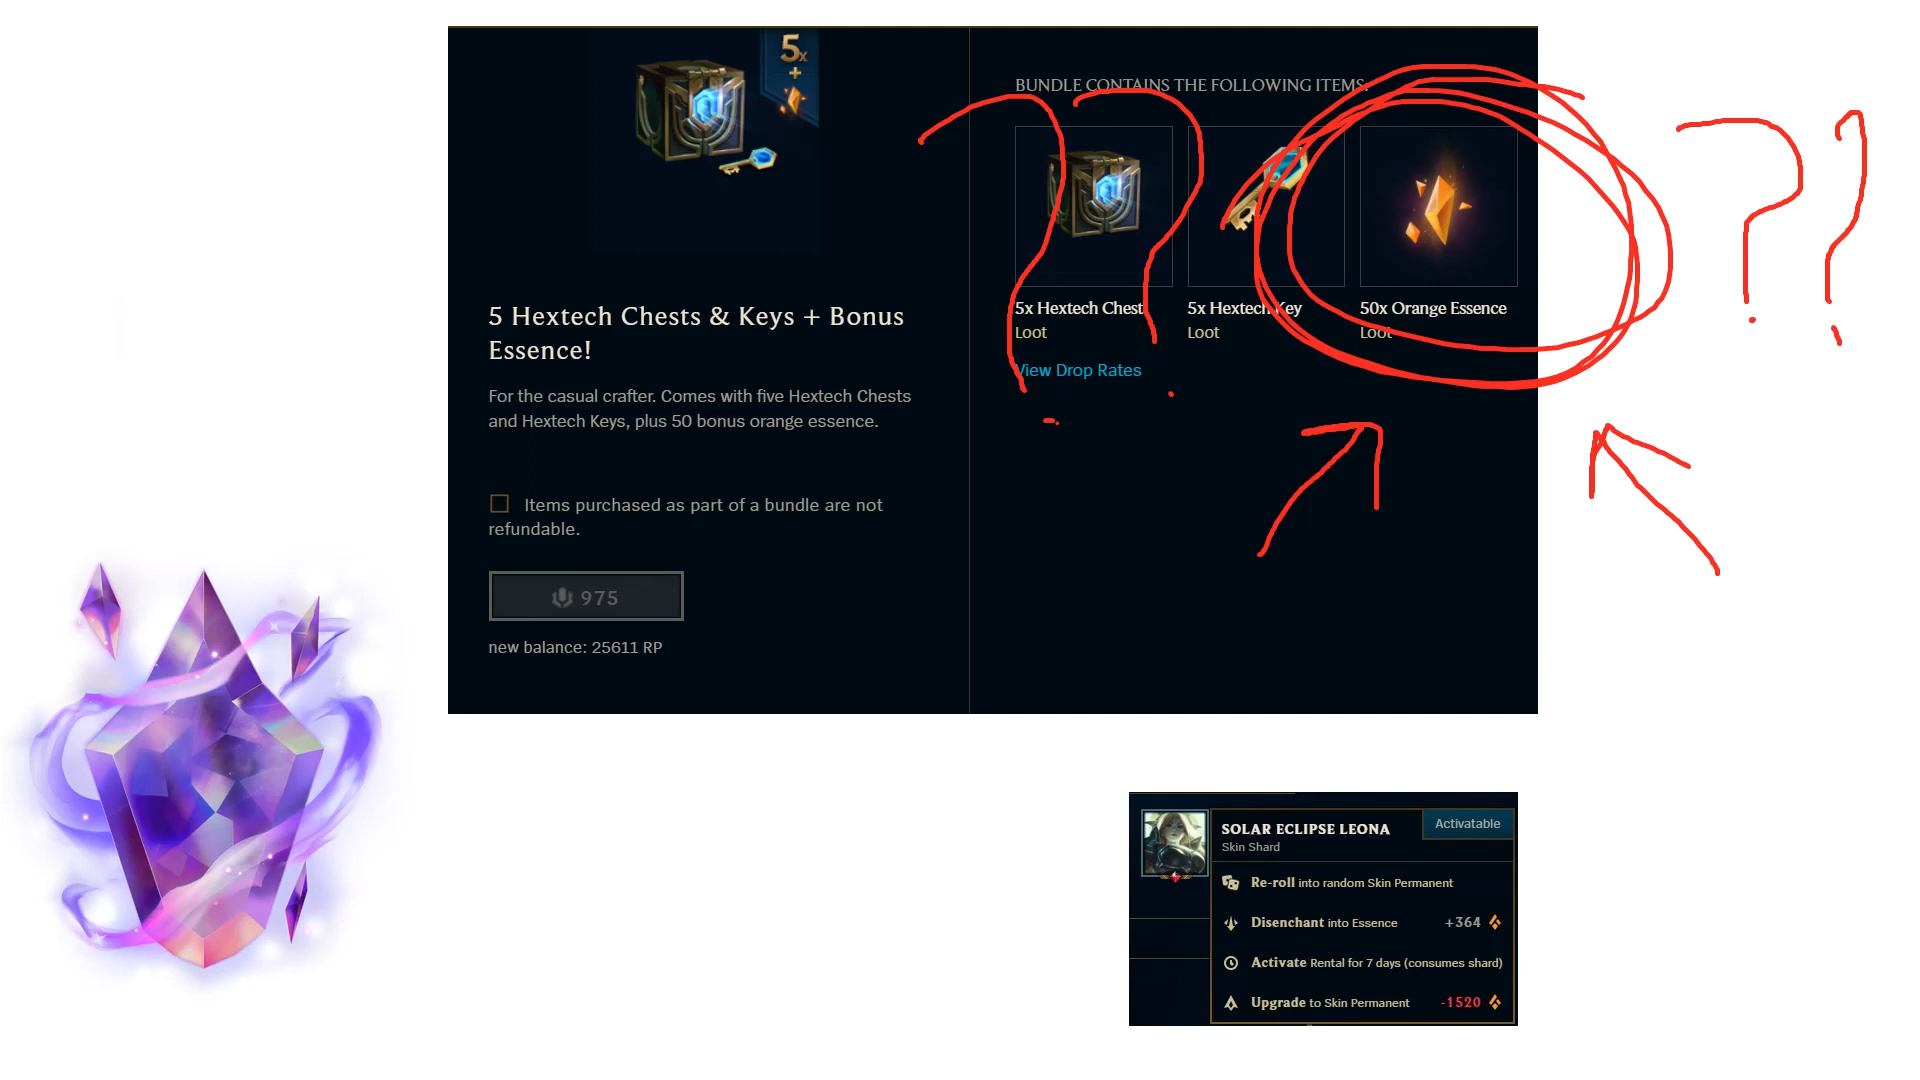 5x
+
BUNDLE CONTAINS THE FOLLOWING ITEMS:
5x Hextech Chest
Loot
5x Hextech Key
Loot
50x Orange Essence
Loot
View Drop Rates
5 Hextech Chests & Keys + Bonus
Essence!
For the casual crafter. Comes with five Hextech Chests
and Hextech Keys, plus 50 bonus orange essence.
Items purchased as part of a bundle are not
refundable.
975
new balance: 25611 RP
? ?
? ?
SOLAR ECLIPSE LEONA
Activatable
Skin Shard
Re-roll into random Skin Permanent
Disenchant into Essence +364
Activate Rental for 7 days (consumes shard)
Upgrade to Skin Permanent -1520